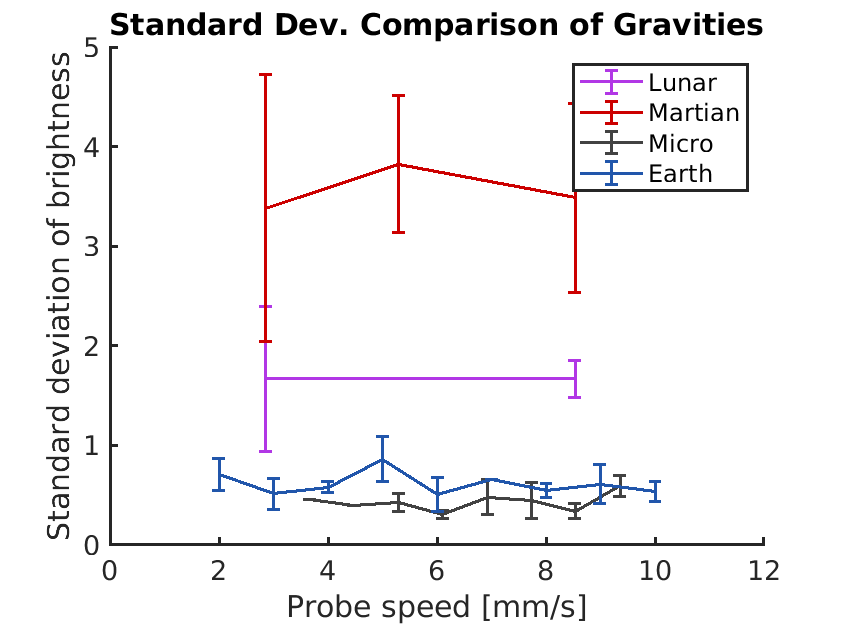 Standard Dev. Comparison of Gravities
Standard deviation of brightness
5
4
3
2
1
0
Lunar
Martian
Micro
Earth
0 2 4 6 8 10 12
Probe speed [mm/s]